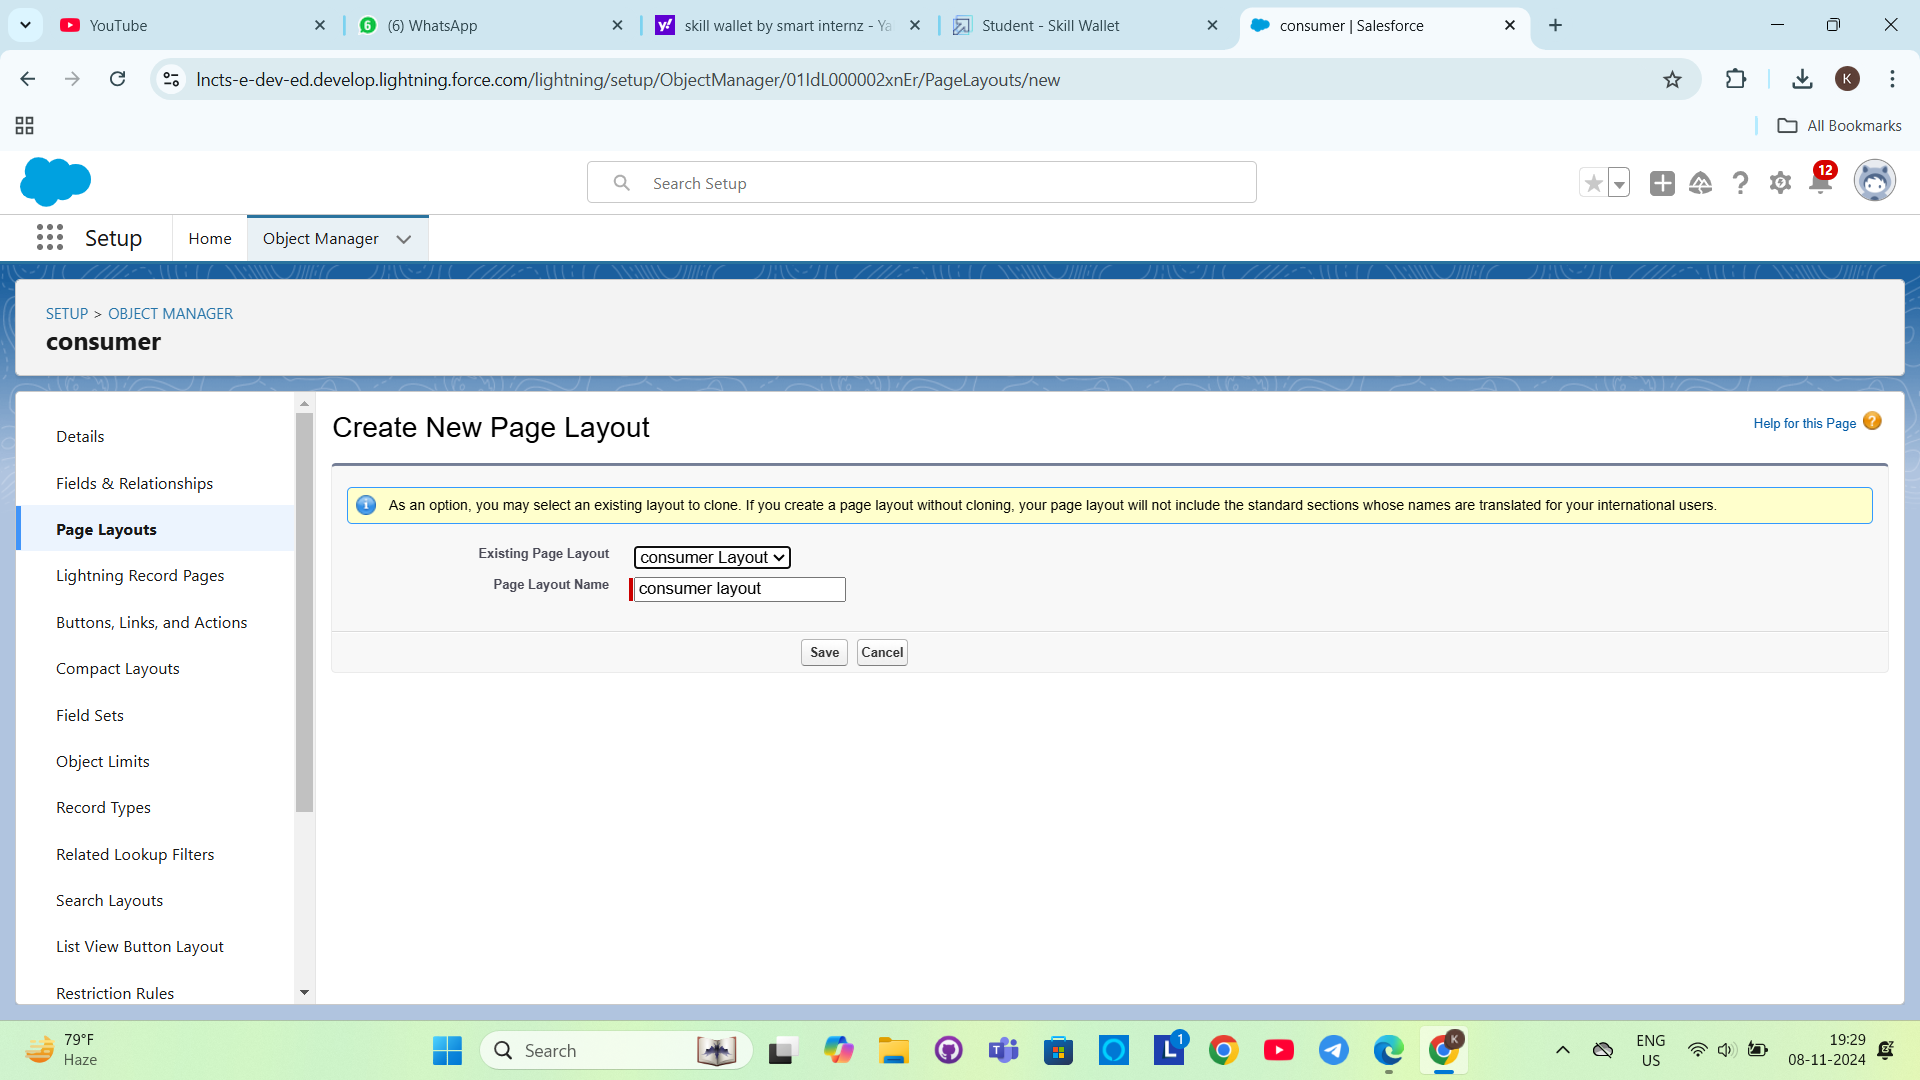 YouTube
6
(6) WhatsApp
y!
skill wallet by smart internz - Ya
Student - Skill Wallet
consumer | Salesforce
lncts-e-dev-ed.develop.lightning.force.com/lightning/setup/ObjectManager/01IdL000002xnEr/PageLayouts/new
K
All Bookmarks
Search Setup
12
Setup
Home
Object Manager
SETUP > OBJECT MANAGER
consumer
Details
Fields & Relationships
Page Layouts
Lightning Record Pages
Buttons, Links, and Actions
Compact Layouts
Field Sets
Object Limits
Record Types
Related Lookup Filters
Search Layouts
List View Button Layout
Restriction Rules
Create New Page Layout
Help for this Page
As an option, you may select an existing layout to clone. If you create a page layout without cloning, your page layout will not include the standard sections whose names are translated for your international users.
Existing Page Layout
consumer Layout
Page Layout Name
consumer layout
Save
Cancel
79°F
Haze
Search
L
1
K
ENG
US
19:29
08-11-2024